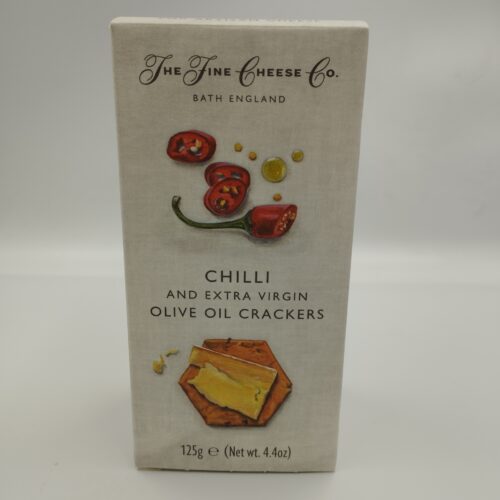 THE FINE CHEESE CO.
BATH ENGLAND
CHILLI
AND EXTRA VIRGIN
OLIVE OIL CRACKERS
125g ℮ (Net wt. 4.4oz)